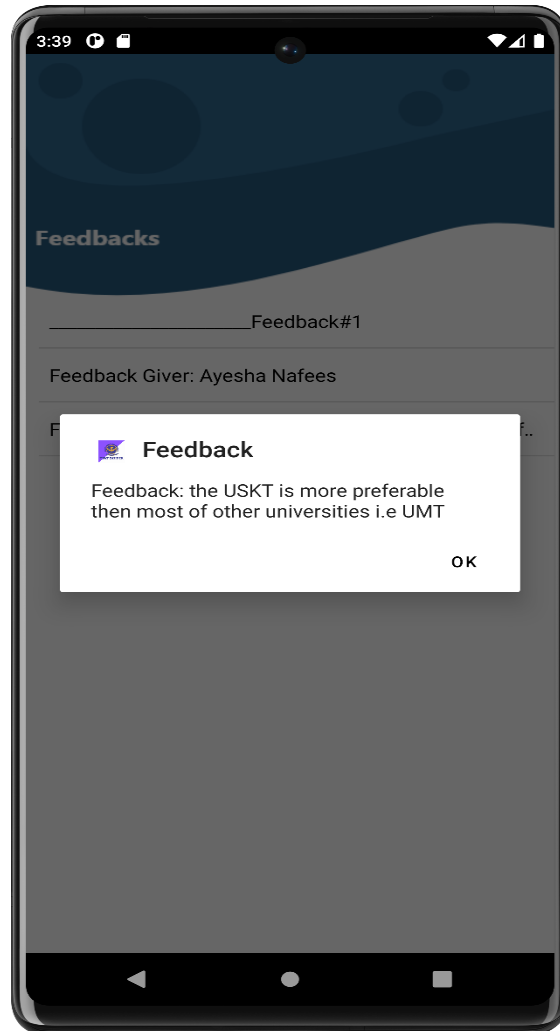 3:39
Feedbacks
____________________Feedback#1
Feedback Giver: Ayesha Nafees
F
f..
Feedback
Feedback: the USKT is more preferable
then most of other universities i.e UMT
OK